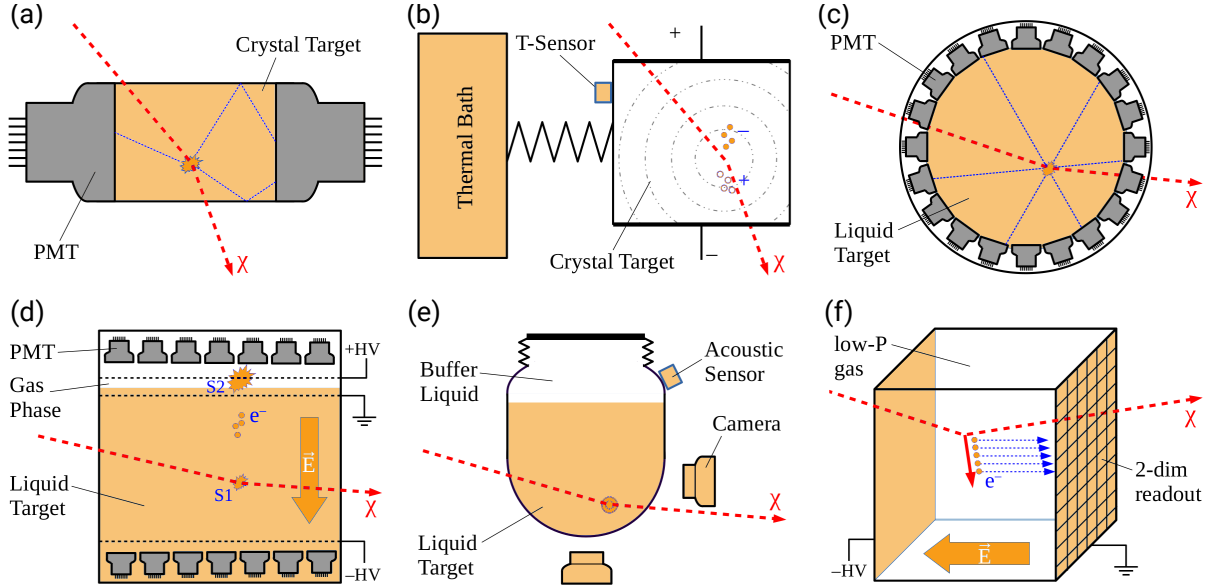 (a)
Crystal Target
PMT
χ
(b)
Thermal Bath
T-Sensor
+
−
+
Crystal Target
−
χ
(c)
PMT
Liquid
Target
χ
(d)
PMT
+HV
Gas
Phase
S2
e⁻
E⃗
S1
Liquid
Target
χ
−HV
(e)
Buffer
Liquid
Acoustic
Sensor
Camera
χ
Liquid
Target
(f)
low-P
gas
χ
e⁻
2-dim
readout
E⃗
−HV